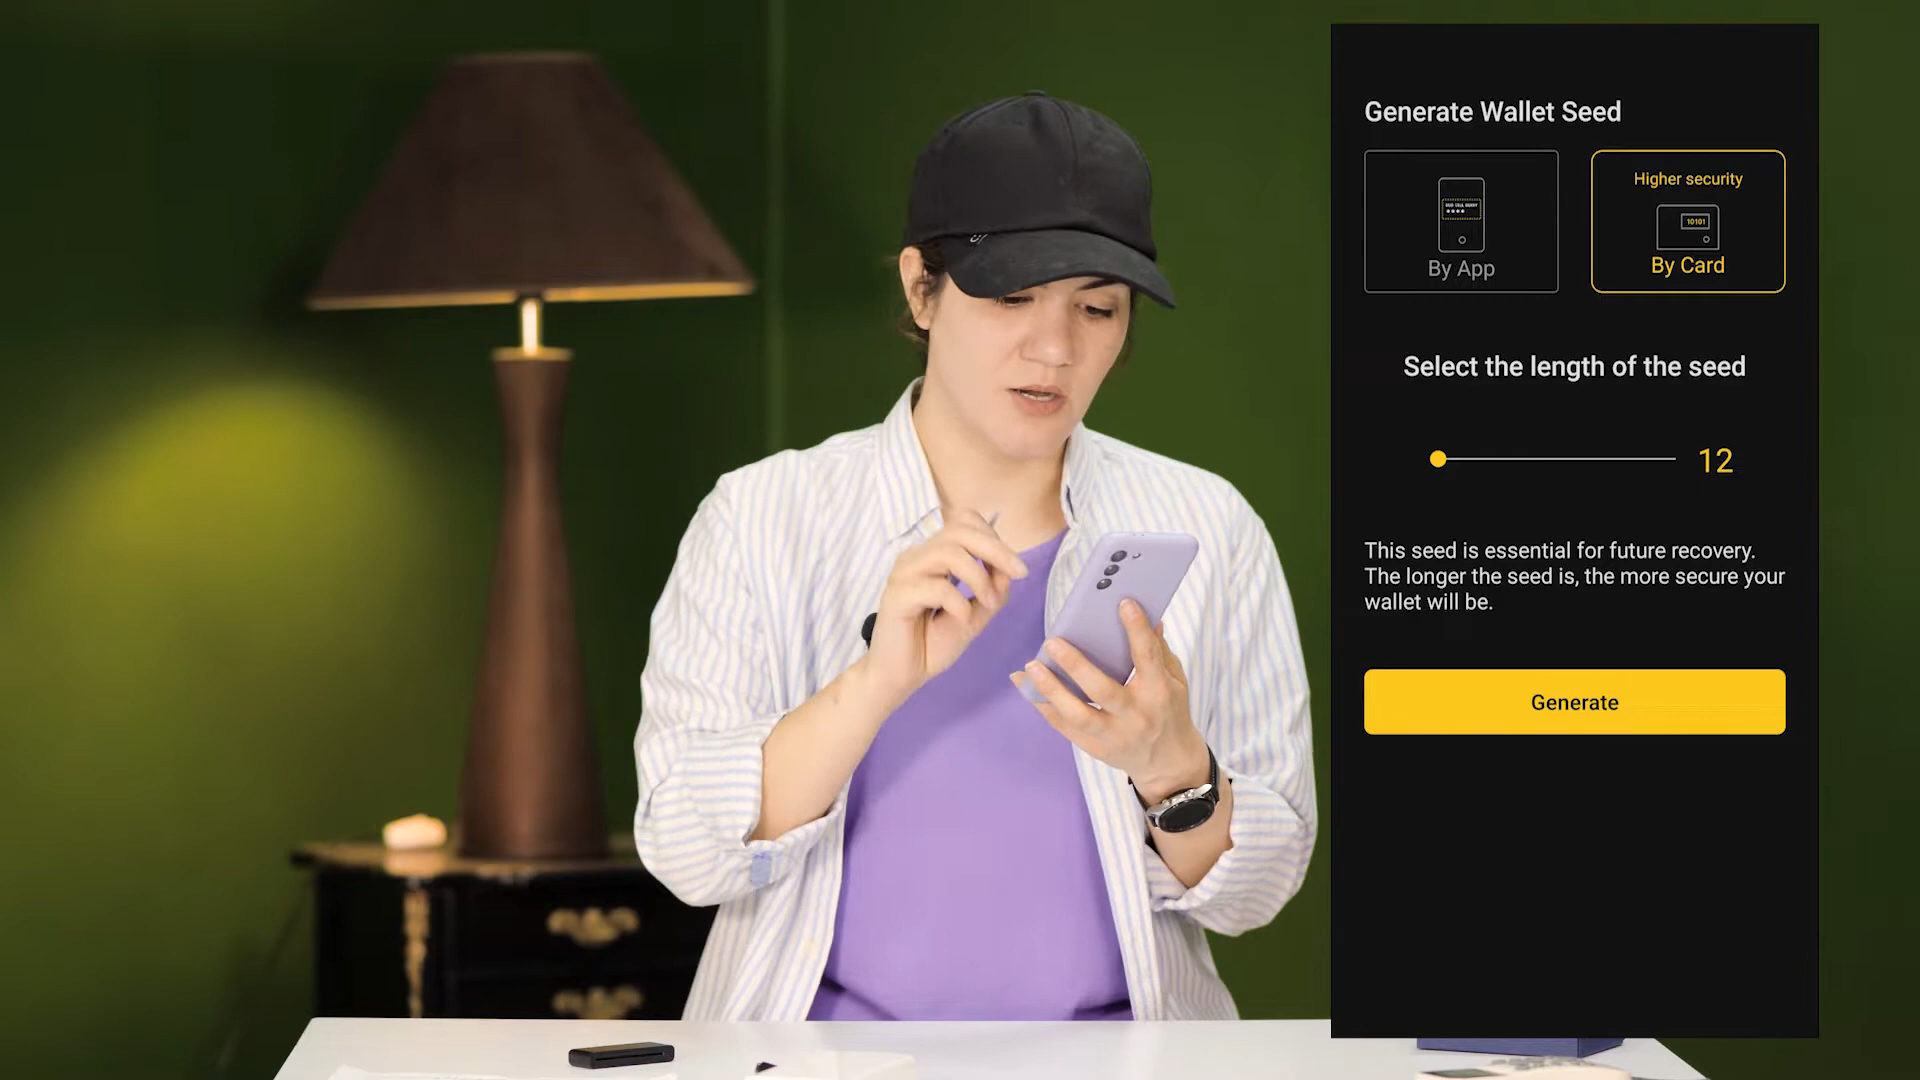 Generate Wallet Seed
By App
Higher security
10101
By Card
Select the length of the seed
12
This seed is essential for future recovery.
The longer the seed is, the more secure your
wallet will be.
Generate